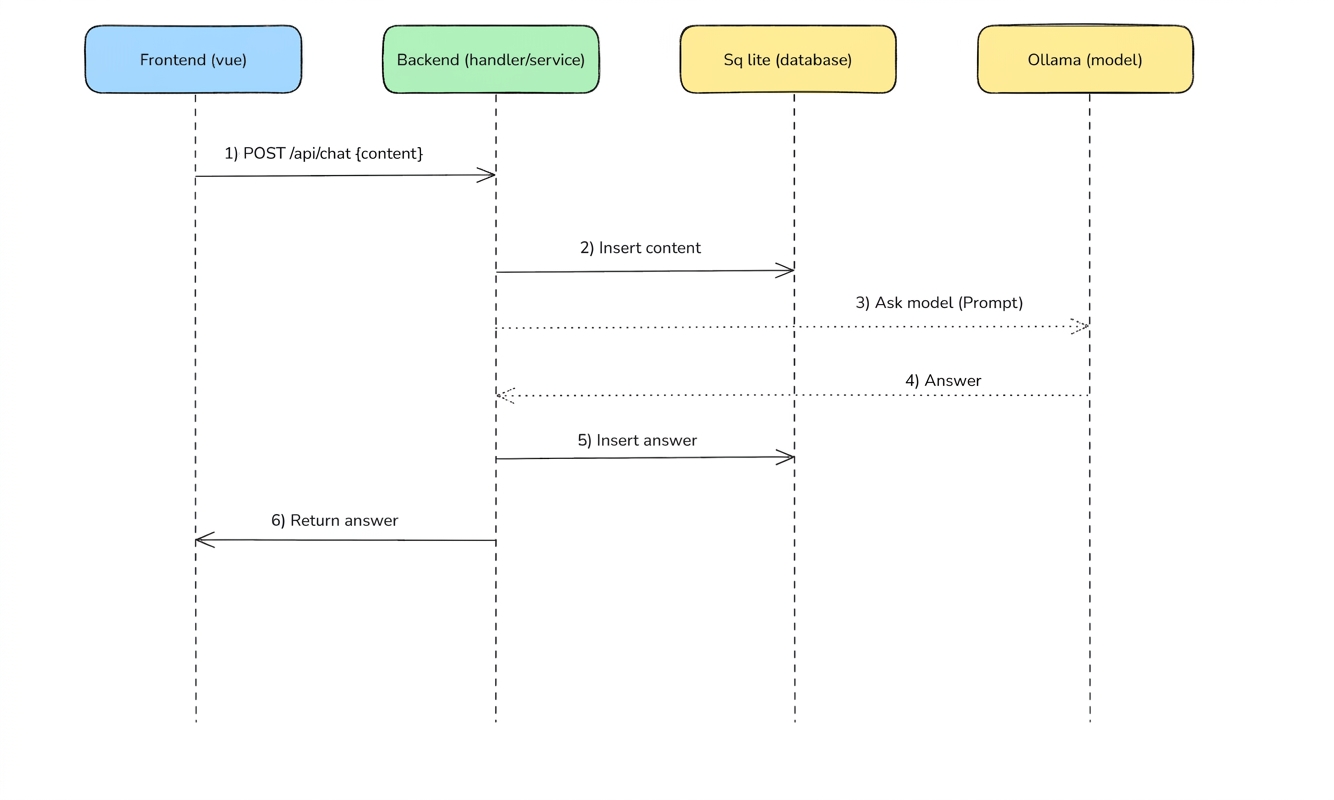 Frontend (vue)
Backend (handler/service)
Sq lite (database)
Ollama (model)
1) POST /api/chat {content}
2) Insert content
3) Ask model (Prompt)
4) Answer
5) Insert answer
6) Return answer